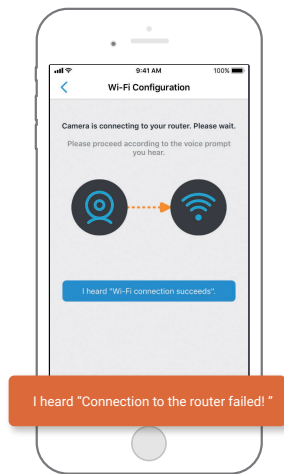 9:41 AM
100%
Wi-Fi Configuration
Camera is connecting to your router. Please wait.
Please proceed according to the voice prompt
you hear.
I heard "Wi-Fi connection succeeds".
I heard “Connection to the router failed! ”